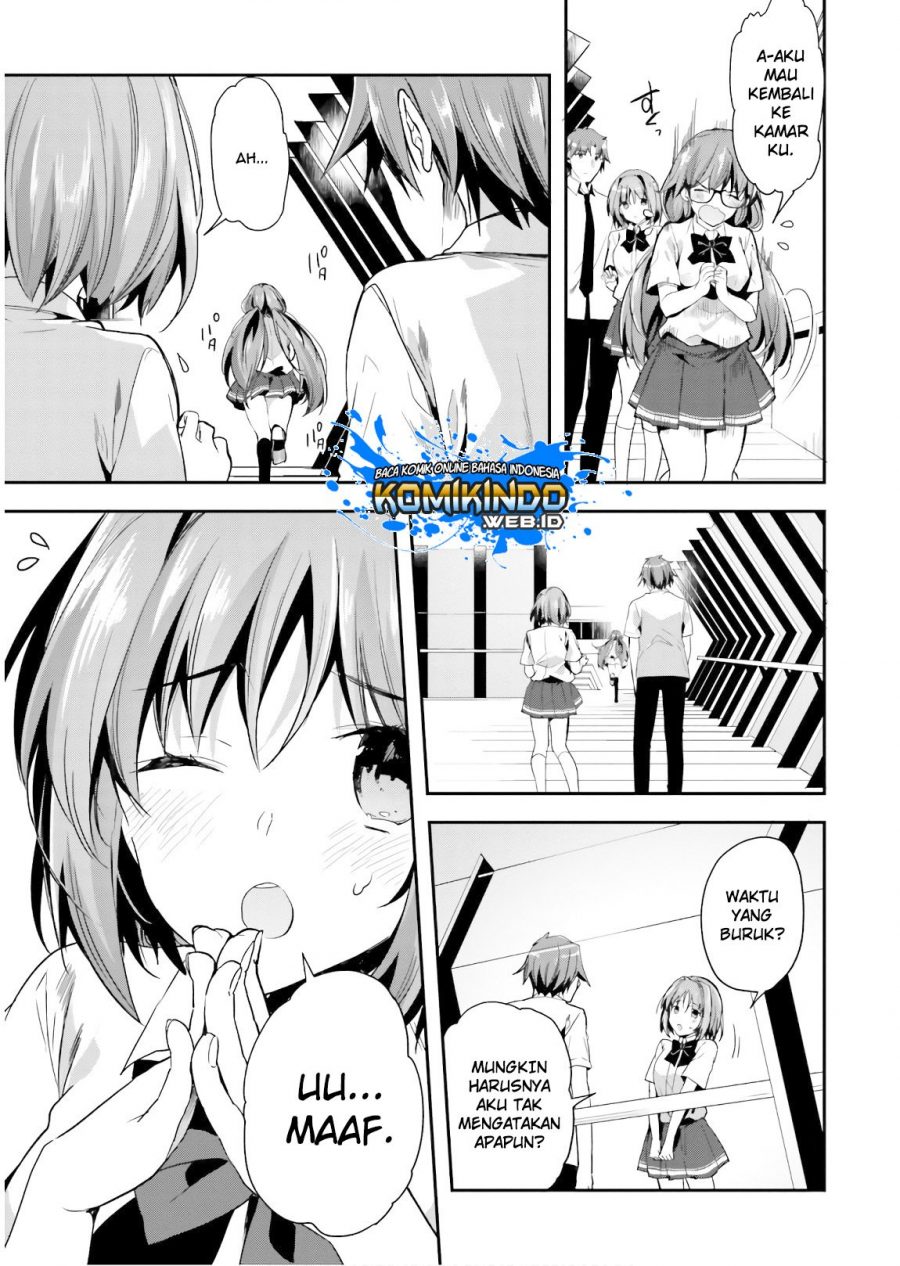 A-AKU
MAU
KEMBALI
KE
KAMAR
KU.
AH...
BACA KOMIK ONLINE BAHASA INDONESIA
KOMIKINDO
WEB.ID
WAKTU
YANG
BURUK?
MUNGKIN
HARUSNYA
AKU TAK
MENGATAKAN
APAPUN?
UU...
MAAF.